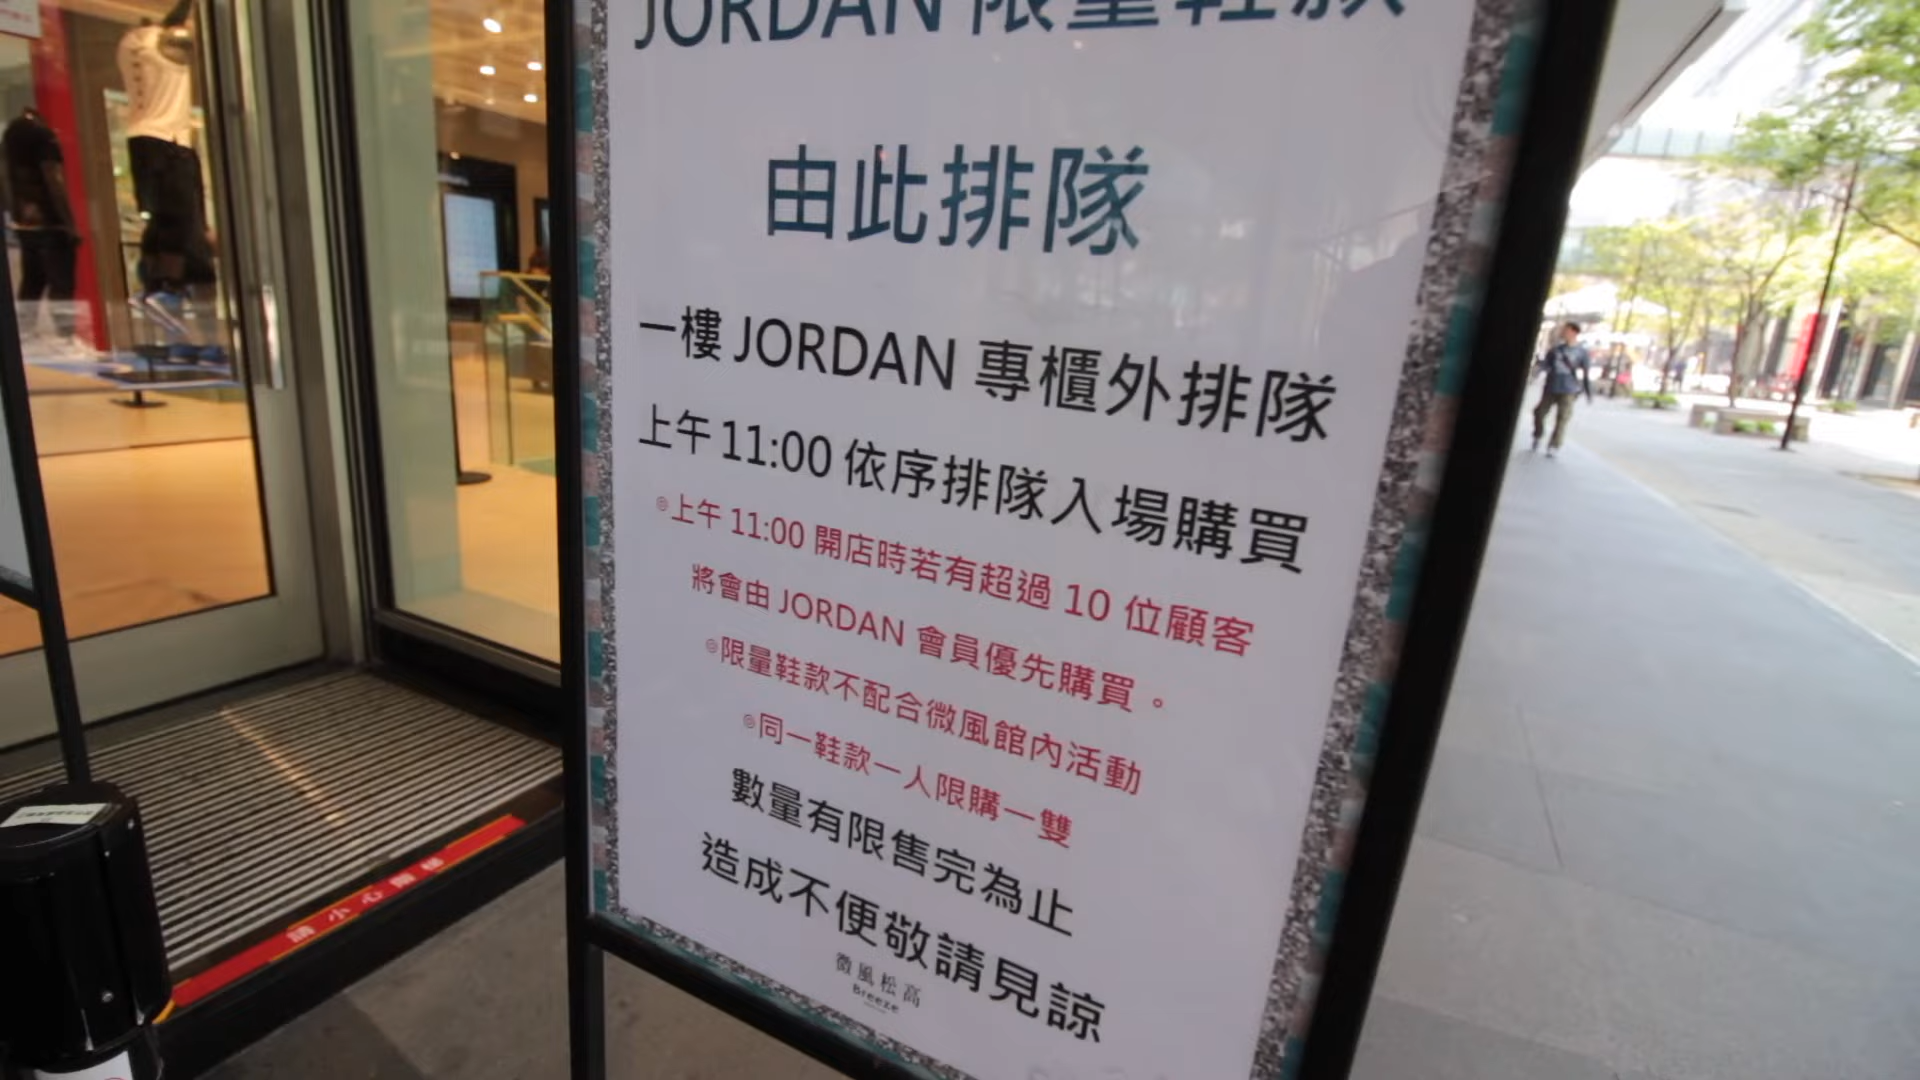 JORDAN 限量鞋款
由此排隊
一樓 JORDAN 專櫃外排隊
上午 11:00 依序排隊入場購買
◎上午 11:00 開店時若有超過 10 位顧客
將會由 JORDAN 會員優先購買。
◎限量鞋款不配合微風館內活動
◎同一鞋款一人限購一雙
數量有限售完為止
造成不便敬請見諒
微風松高
Breeze
請小心階梯